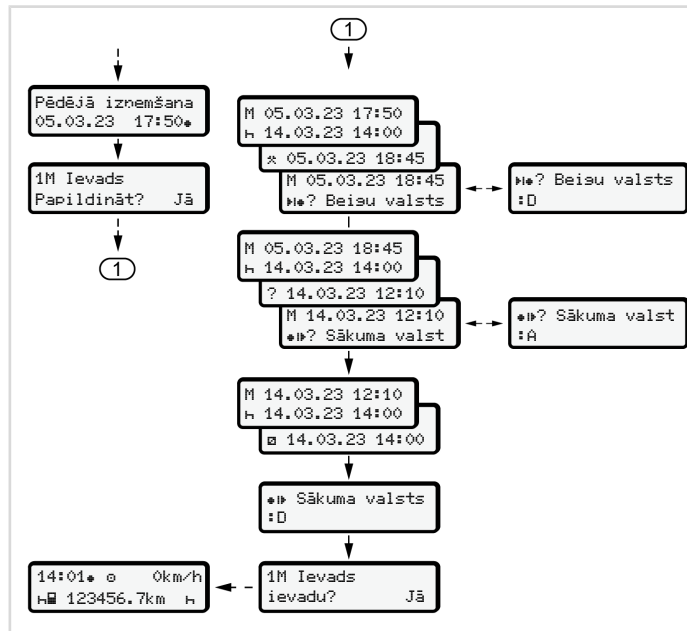 Pēdējā izņemšana
05.03.23 17:50
1M Ievads
Papildināt? Jā
1
1
M 05.03.23 17:50
14.03.23 14:00
05.03.23 18:45
M 05.03.23 18:45
? Beigu valsts
? Beigu valsts
:D
M 05.03.23 18:45
14.03.23 14:00
? 14.03.23 12:10
M 14.03.23 12:10
? Sākuma valst
? Sākuma valst
:A
M 14.03.23 12:10
14.03.23 14:00
14.03.23 14:00
Sākuma valsts
:D
1M Ievads
ievadu? Jā
14:01 0km/h
123456.7km